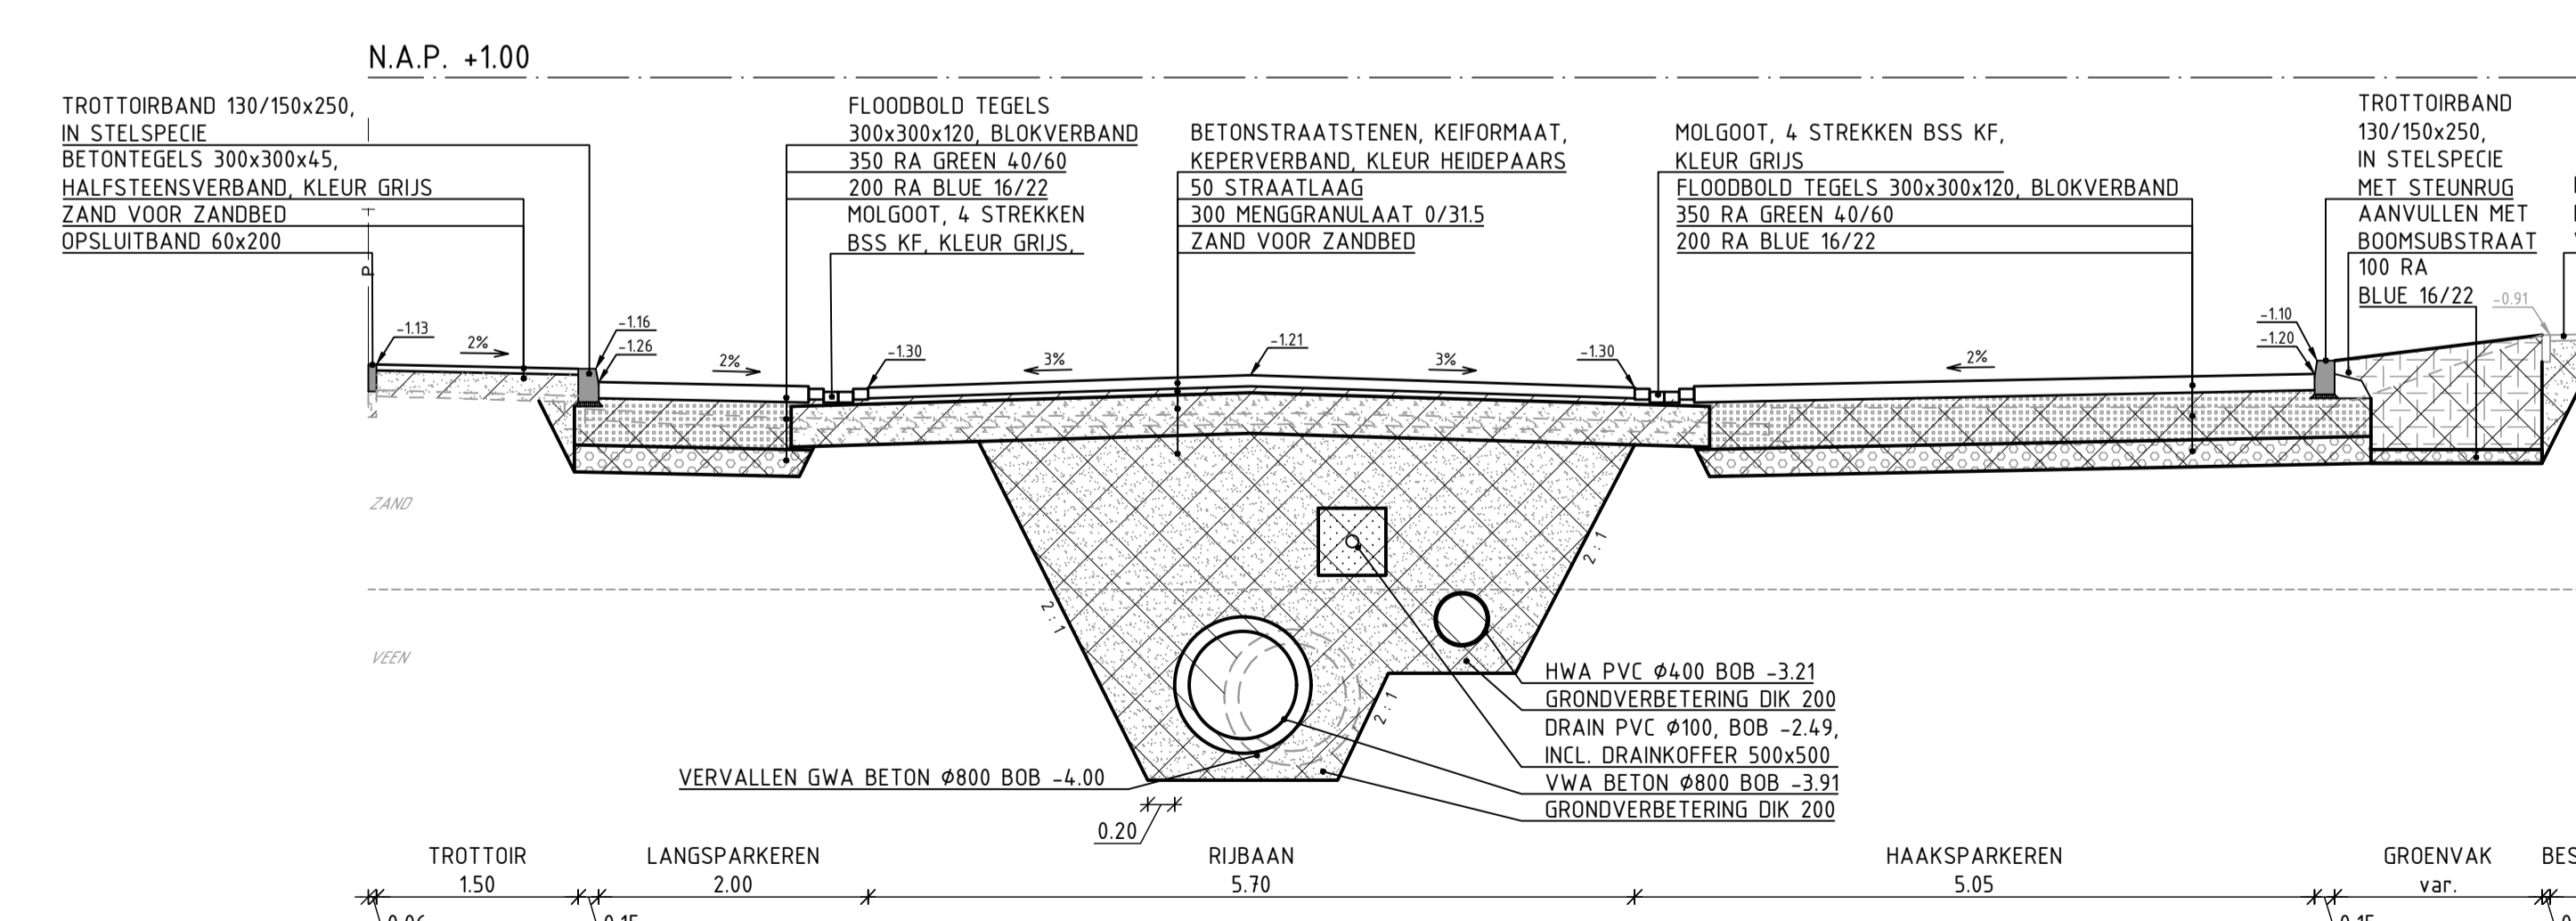 N.A.P. +1.00
TROTTOIRBAND 130/150x250,
IN STELSPECIE
BETONTEGELS 300x300x45,
HALFSTEENSVERBAND, KLEUR GRIJS
ZAND VOOR ZANDBED
OPSLUITBAND 60x200
P
FLOODBOLD TEGELS
300x300x120, BLOKVERBAND
350 RA GREEN 40/60
200 RA BLUE 16/22
MOLGOOT, 4 STREKKEN
BSS KF, KLEUR GRIJS,
BETONSTRAATSTENEN, KEIFORMAAT,
KEPERVERBAND, KLEUR HEIDEPAARS
50 STRAATLAAG
300 MENGGRANULAAT 0/31.5
ZAND VOOR ZANDBED
MOLGOOT, 4 STREKKEN BSS KF,
KLEUR GRIJS
FLOODBOLD TEGELS 300x300x120, BLOKVERBAND
350 RA GREEN 40/60
200 RA BLUE 16/22
TROTTOIRBAND
130/150x250,
IN STELSPECIE
MET STEUNRUG
AANVULLEN MET
BOOMSUBSTRAAT
100 RA
BLUE 16/22
-0.91
-1.13
2%
-1.16
-1.26
2%
-1.30
3%
-1.21
3%
-1.30
2%
-1.10
-1.20
ZAND
VEEN
2:1
2:1
2:1
HWA PVC Ø400 BOB -3.21
GRONDVERBETERING DIK 200
DRAIN PVC Ø100, BOB -2.49,
INCL. DRAINKOFFER 500x500
VWA BETON Ø800 BOB -3.91
GRONDVERBETERING DIK 200
VERVALLEN GWA BETON Ø800 BOB -4.00
0.20
TROTTOIR
1.50
LANGSPARKEREN
2.00
RIJBAAN
5.70
HAAKSPARKEREN
5.05
GROENVAK
var.
BES
0.06
0.15
0.15